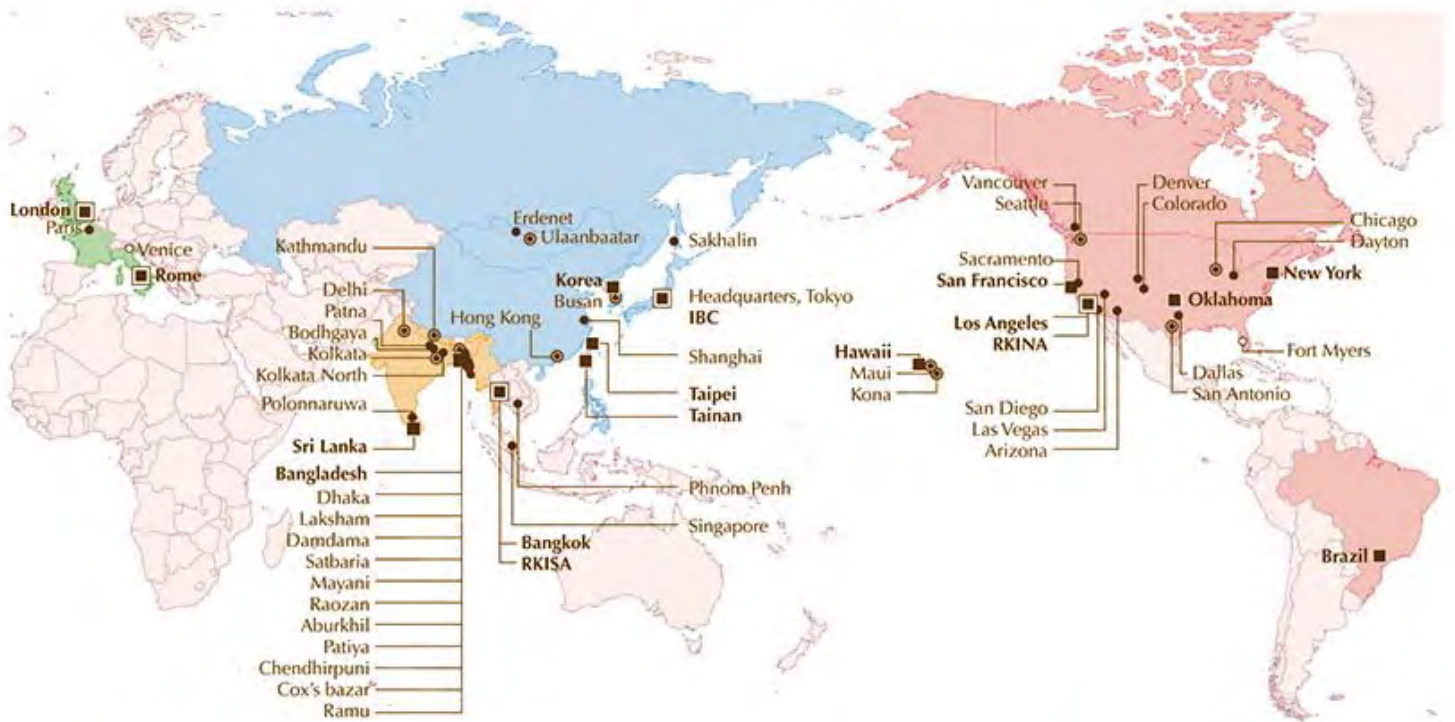 London
Paris
Venice
Rome
Kathmandu
Delhi
Patna
Bodhgaya
Kolkata
Kolkata North
Polonnaruwa
Sri Lanka
Bangladesh
Dhaka
Laksham
Damdama
Satbaria
Mayani
Raozan
Aburkhil
Patiya
Chendhirpuni
Cox's bazar
Ramu
Erdenet
Ulaanbaatar
Sakhalin
Korea
Busan
Headquarters, Tokyo
IBC
Hong Kong
Shanghai
Taipei
Tainan
Phnom Penh
Singapore
Bangkok
RKISA
Hawaii
Maui
Kona
Vancouver
Seattle
Denver
Colorado
Chicago
Dayton
Sacramento
San Francisco
New York
Oklahoma
Los Angeles
RKINA
Fort Myers
Dallas
San Antonio
San Diego
Las Vegas
Arizona
Brazil